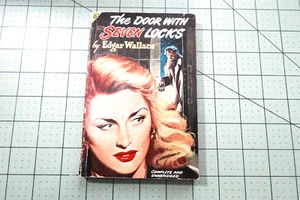 THE DOOR WITH
SEVEN LOCKS
by Edgar Wallace
COMPLETE AND
UNABRIDGED